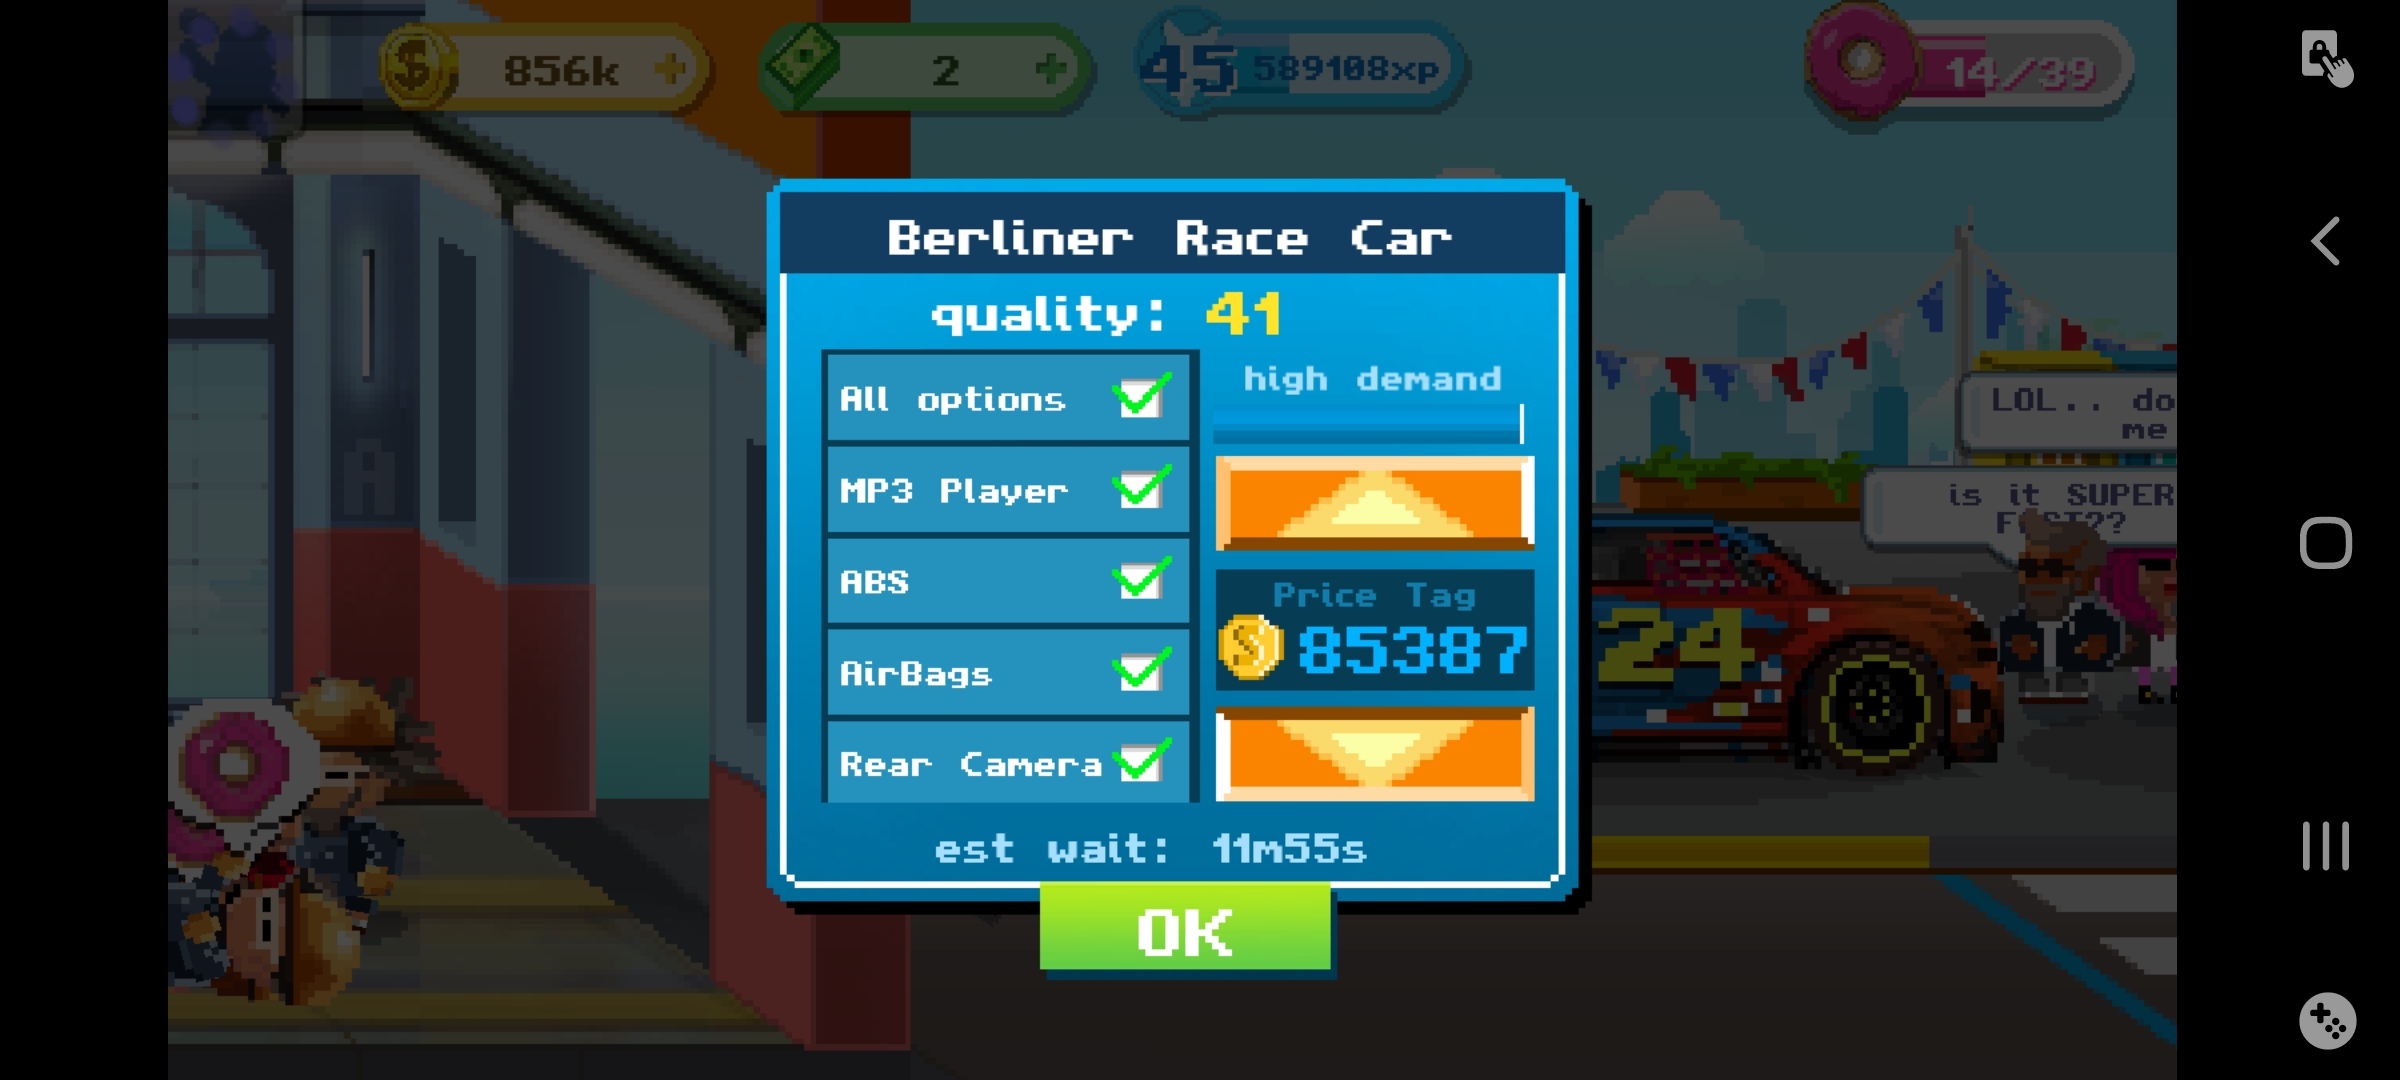 856k
2
45
589108xp
14/39
Berliner Race Car
quality: 41
All options
MP3 Player
ABS
AirBags
Rear Camera
high demand
Price Tag
85387
est wait: 11m55s
OK
A
LOL.. do
me
is it SUPER
24